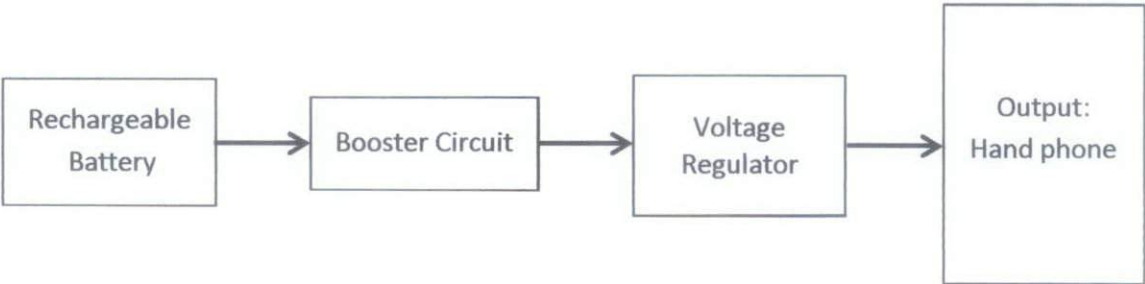 Rechargeable
Battery
Booster Circuit
Voltage
Regulator
Output:
Hand phone